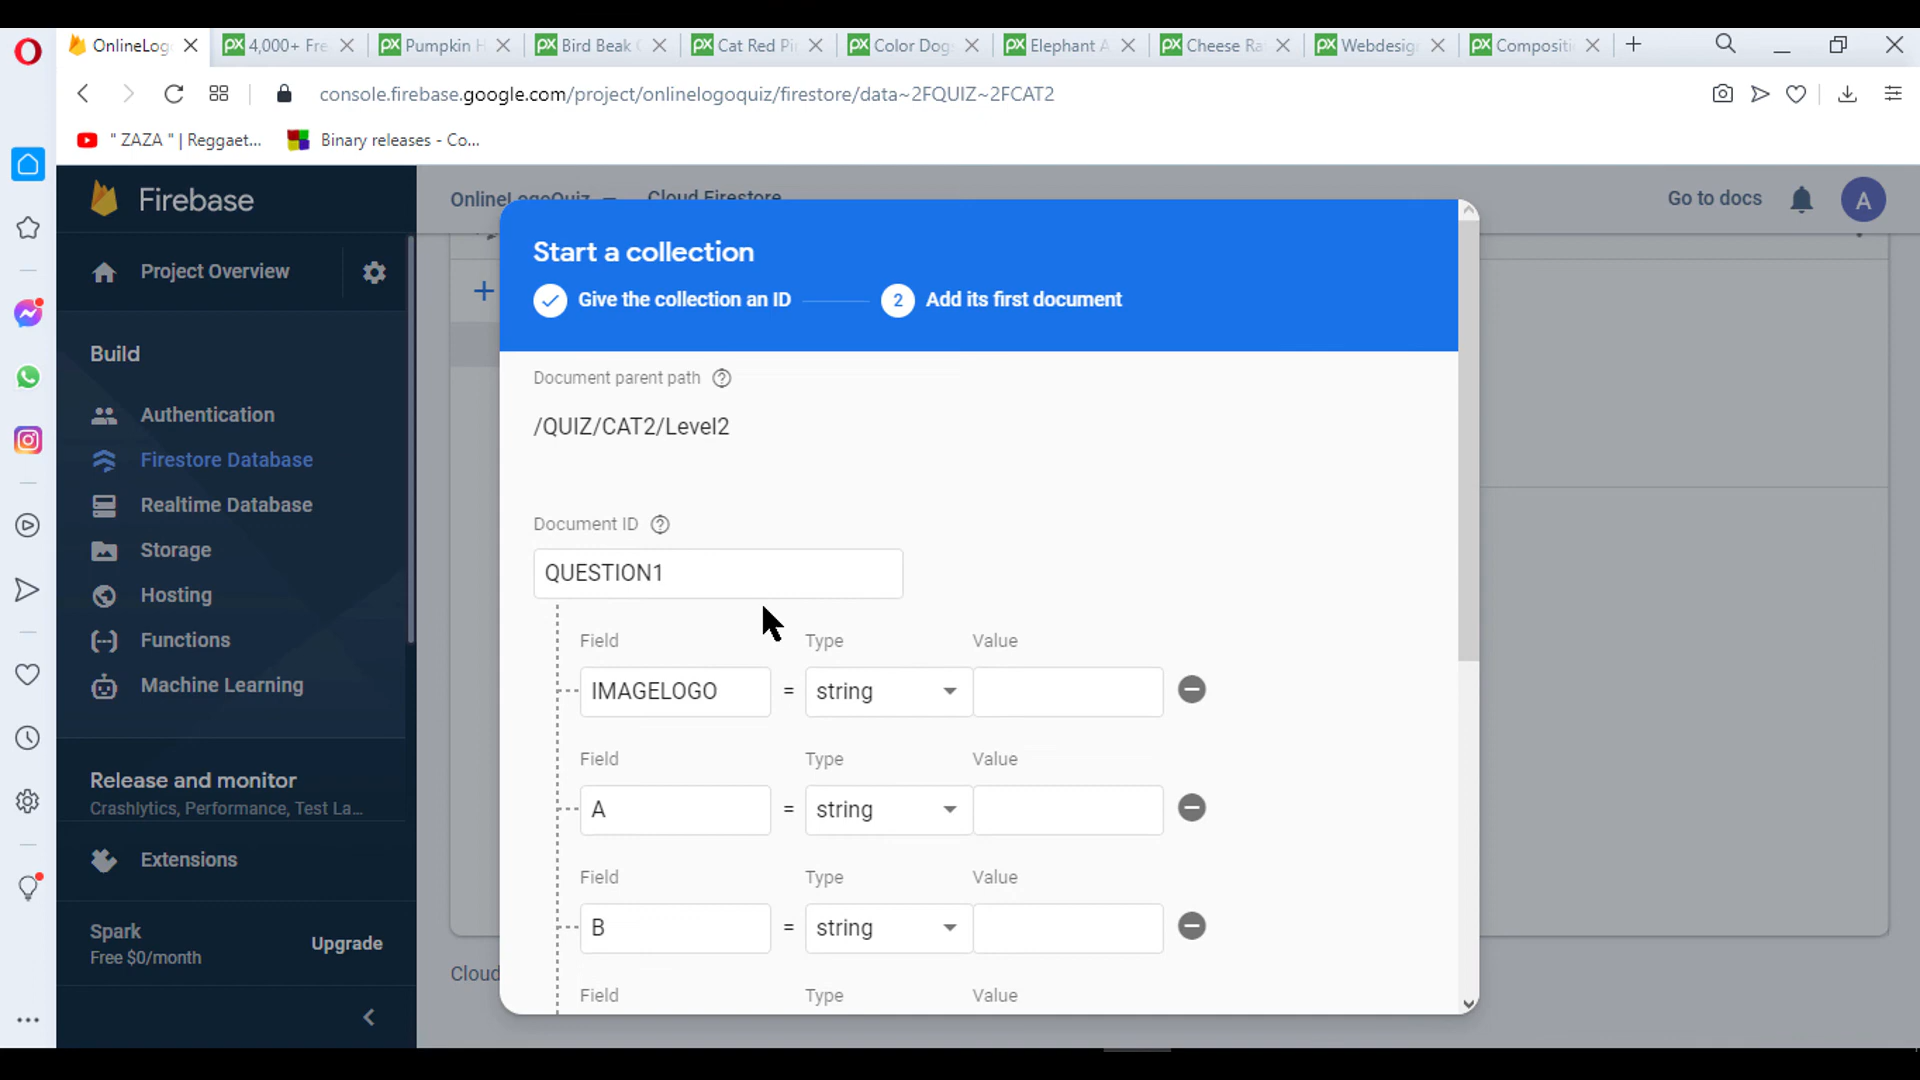 OnlineLog
4,000+ Fre
Pumpkin H
Bird Beak
Cat Red Pi
Color Dog
Elephant A
Cheese Ra
Webdesig
Compositi
console.firebase.google.com/project/onlinelogoquiz/firestore/data~2FQUIZ~2FCAT2
" ZAZA " | Reggaet...
Binary releases - Co...
Firebase
OnlineLogoQuiz
Cloud Firestore
Go to docs
A
Project Overview
Build
Authentication
Firestore Database
Realtime Database
Storage
Hosting
Functions
Machine Learning
Release and monitor
Crashlytics, Performance, Test La...
Extensions
Spark
Free $0/month
Upgrade
Cloud
Start a collection
Give the collection an ID
2 Add its first document
Document parent path
/QUIZ/CAT2/Level2
Document ID
QUESTION1
Field Type Value
IMAGELOGO = string
Field Type Value
A = string
Field Type Value
B = string
Field Type Value